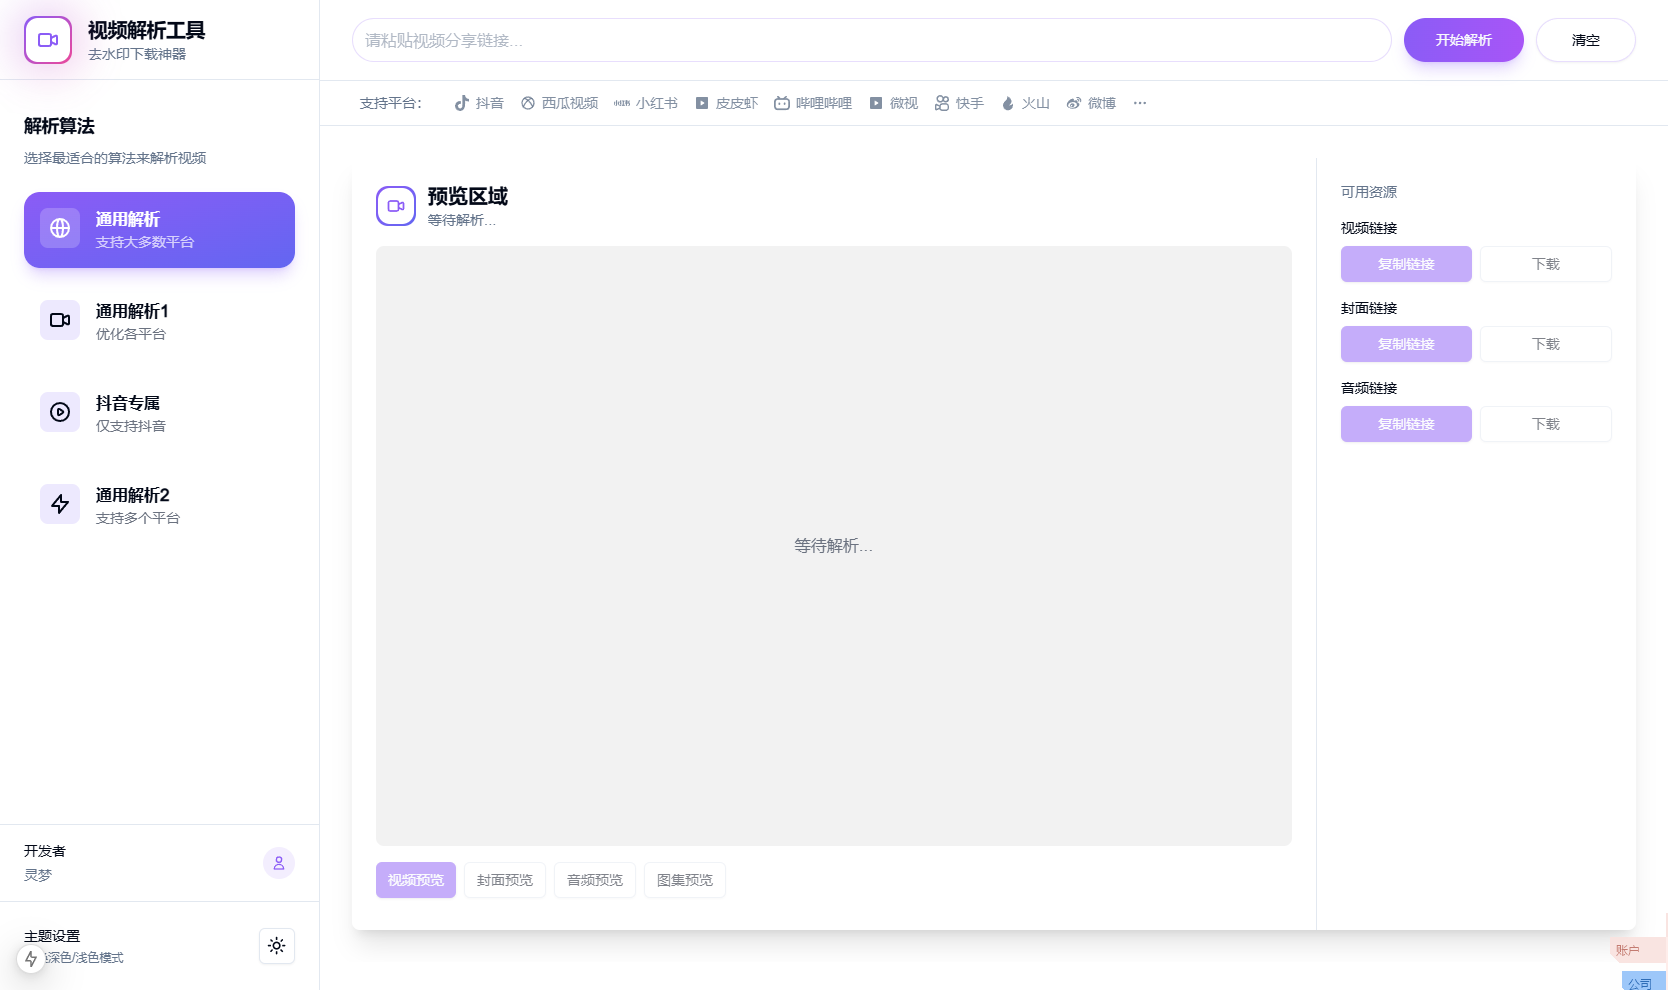 视频解析工具
去水印下载神器
解析算法
选择最适合的算法来解析视频
通用解析
支持大多数平台
通用解析1
优化各平台
抖音专属
仅支持抖音
通用解析2
支持多个平台
开发者
灵梦
主题设置
深色/浅色模式
请粘贴视频分享链接...
开始解析
清空
支持平台: 抖音 西瓜视频 小红书 皮皮虾 哔哩哔哩 微视 快手 火山 微博 ...
预览区域
等待解析...
等待解析...
视频预览 封面预览 音频预览 图集预览
可用资源
视频链接
复制链接 下载
封面链接
复制链接 下载
音频链接
复制链接 下载
账户
公司